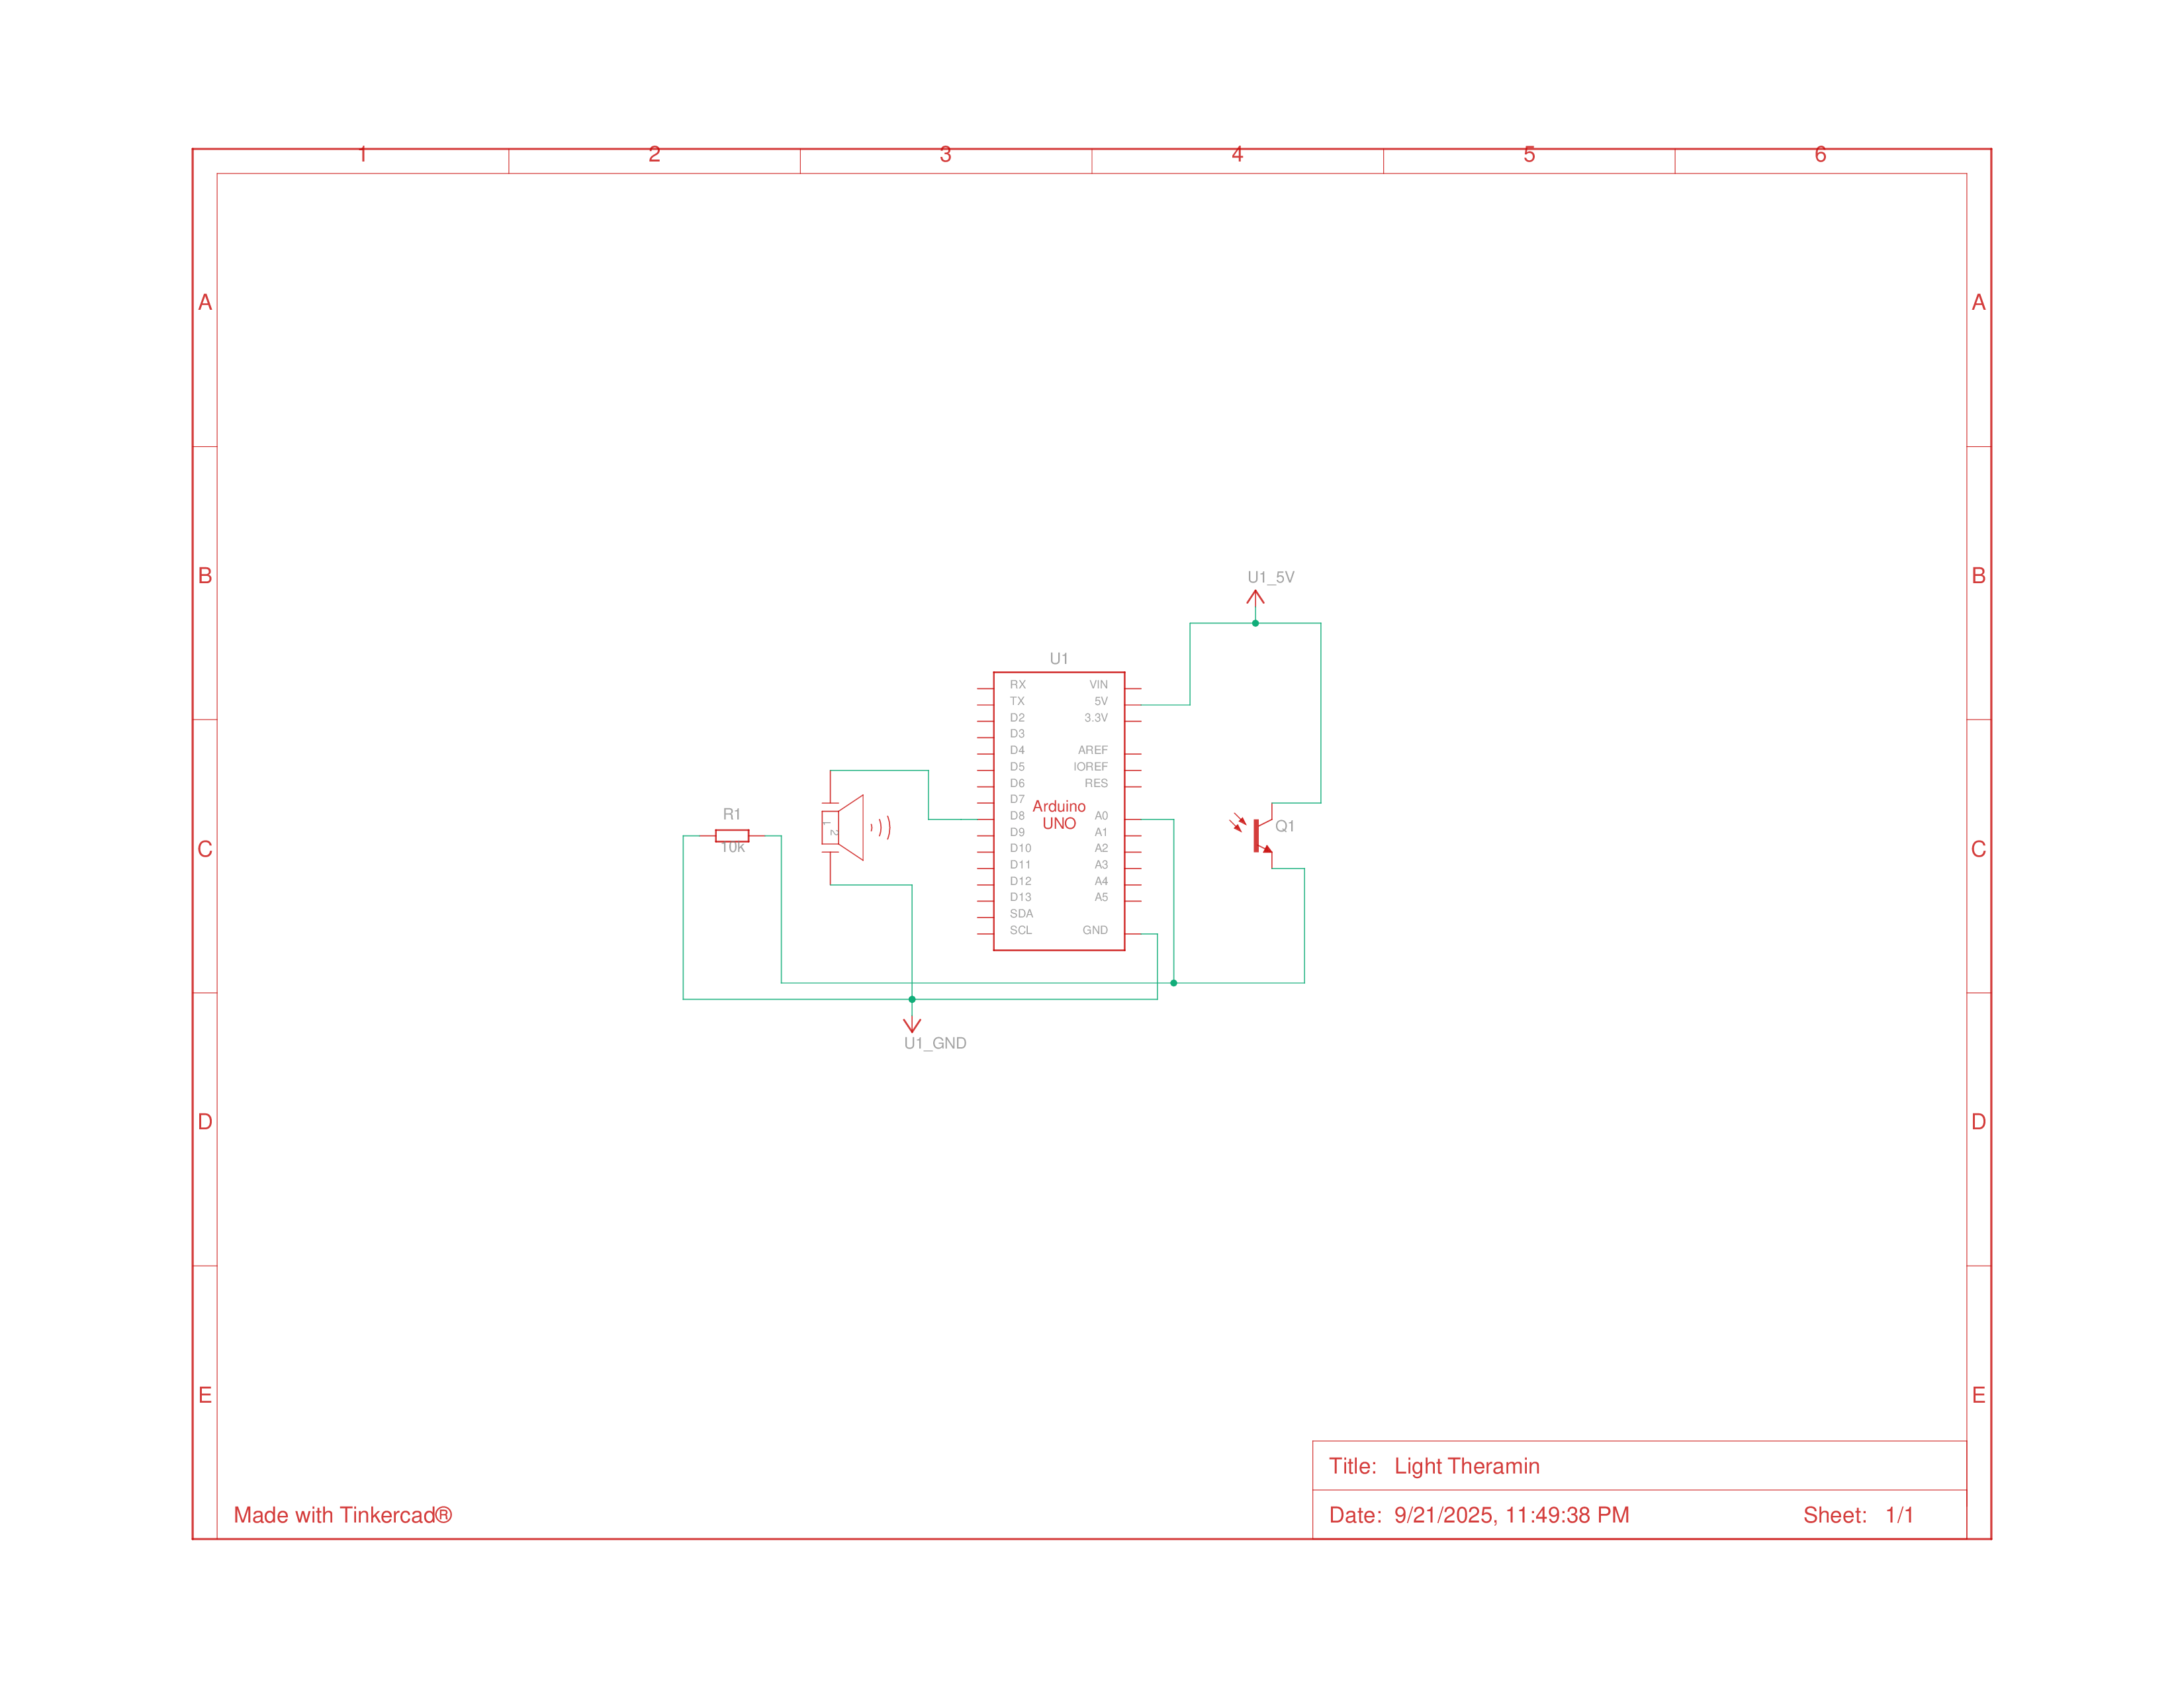 1 2 3 4 5 6
A A
B B
U1_5V
U1
RX VIN
TX 5V
D2 3.3V
D3
D4 AREF
D5 IOREF
D6 RES
D7
Arduino
UNO
D8 A0
D9 A1
D10 A2
D11 A3
D12 A4
D13 A5
SDA
SCL GND
R1
10k
1
2
Q1
C C
U1_GND
D D
E E
Title: Light Theramin
Date: 9/21/2025, 11:49:38 PM Sheet: 1/1
Made with Tinkercad®